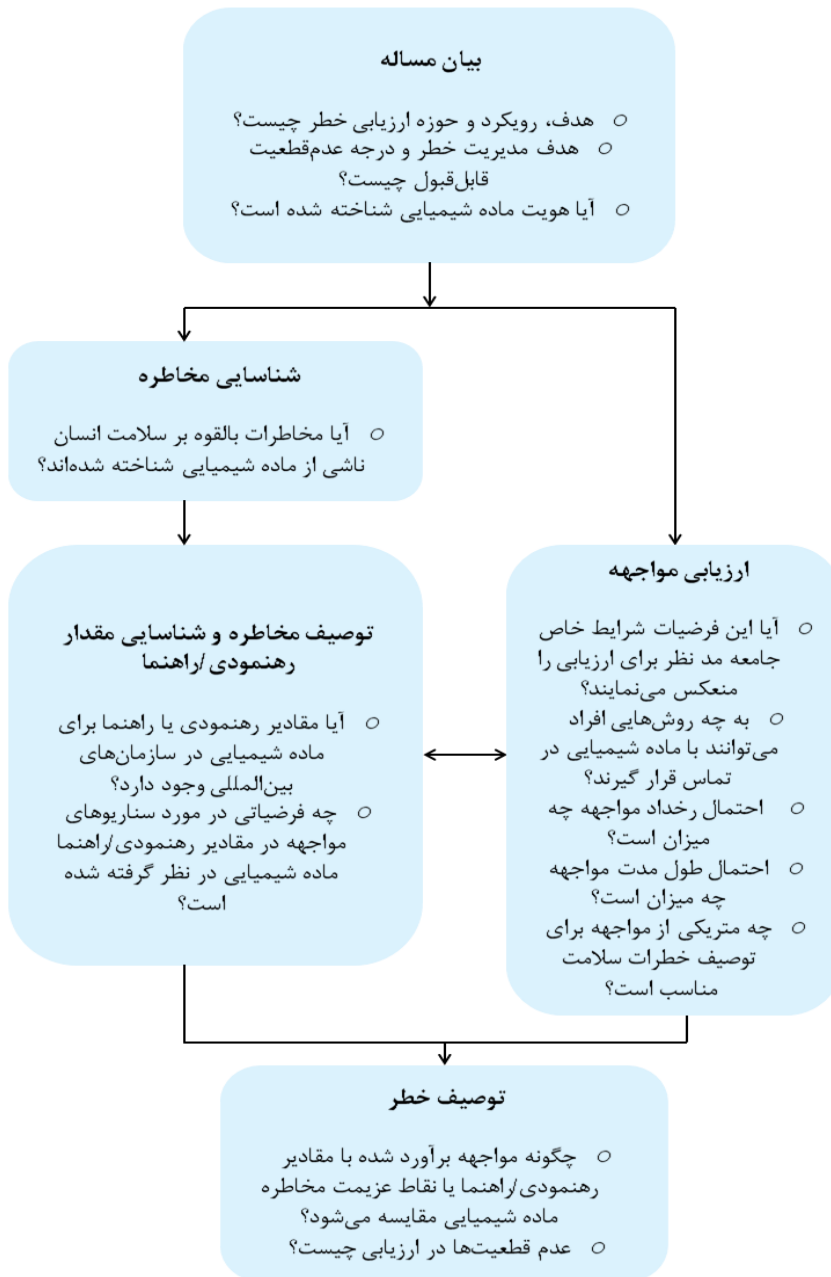 بیان مساله
○ هدف، رویکرد و حوزه ارزیابی خطر چیست؟
○ هدف مدیریت خطر و درجه عدم‌قطعیت
قابل‌قبول چیست؟
○ آیا هویت ماده شیمیایی شناخته شده است؟
شناسایی مخاطره
○ آیا مخاطرات بالقوه بر سلامت انسان
ناشی از ماده شیمیایی شناخته شده‌اند؟
توصیف مخاطره و شناسایی مقدار
رهنمودی/راهنما
○ آیا مقادیر رهنمودی یا راهنما برای
ماده شیمیایی در سازمان‌های
بین‌المللی وجود دارد؟
○ چه فرضیاتی در مورد سناریوهای
مواجهه در مقادیر رهنمودی/راهنما
ماده شیمیایی در نظر گرفته شده
است؟
ارزیابی مواجهه
○ آیا این فرضیات شرایط خاص
جامعه مد نظر برای ارزیابی را
منعکس می‌نمایند؟
○ به چه روش‌هایی افراد
می‌توانند با ماده شیمیایی در
تماس قرار گیرند؟
○ احتمال رخداد مواجهه چه
میزان است؟
○ احتمال طول مدت مواجهه
چه میزان است؟
○ چه متریکی از مواجهه برای
توصیف خطرات سلامت
مناسب است؟
توصیف خطر
○ چگونه مواجهه برآورد شده با مقادیر
رهنمودی/راهنما یا نقاط عزیمت مخاطره
ماده شیمیایی مقایسه می‌شود؟
○ عدم قطعیت‌ها در ارزیابی چیست؟